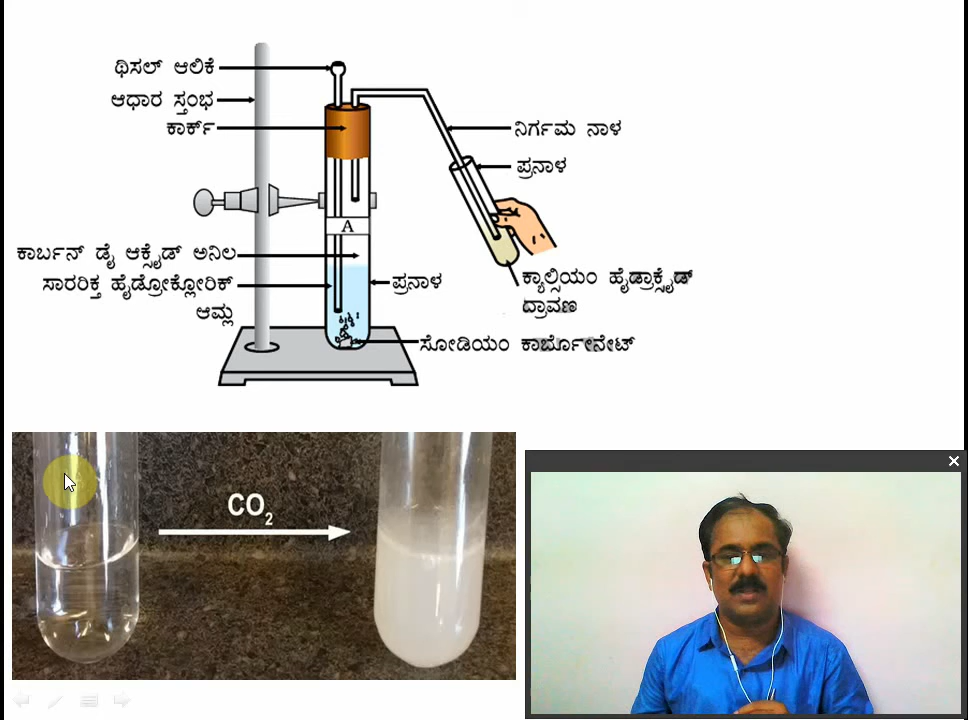 ಥಿಸಲ್ ಆಲಿಕೆ
ಆಧಾರ ಸ್ತಂಭ
ಕಾರ್ಕ್
ನಿರ್ಗಮ ನಾಳ
ಪ್ರನಾಳ
A
ಕಾರ್ಬನ್ ಡೈ ಆಕ್ಸೈಡ್ ಅನಿಲ
ಸಾರರಿಕ್ತ ಹೈಡ್ರೋಕ್ಲೋರಿಕ್
ಆಮ್ಲ
ಪ್ರನಾಳ
ಕ್ಯಾಲ್ಸಿಯಂ ಹೈಡ್ರಾಕ್ಸೈಡ್
ದ್ರಾವಣ
ಸೋಡಿಯಂ ಕಾರ್ಬೋನೇಟ್
CO₂